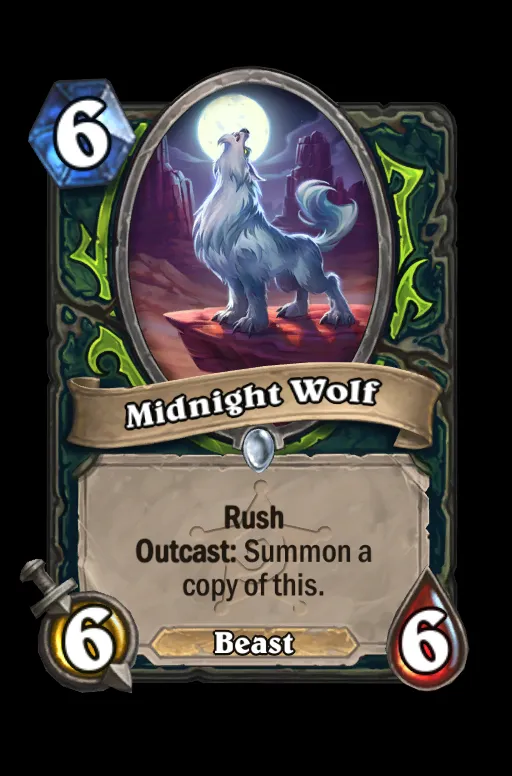 6
Midnight Wolf
Rush
Outcast: Summon a
copy of this.
6
Beast
6